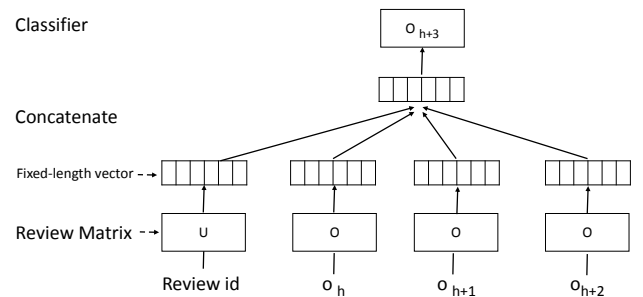 Classifier
O h+3
Concatenate
Fixed-length vector
Review Matrix
U
O
O
O
Review id
o h
o h+1
o h+2